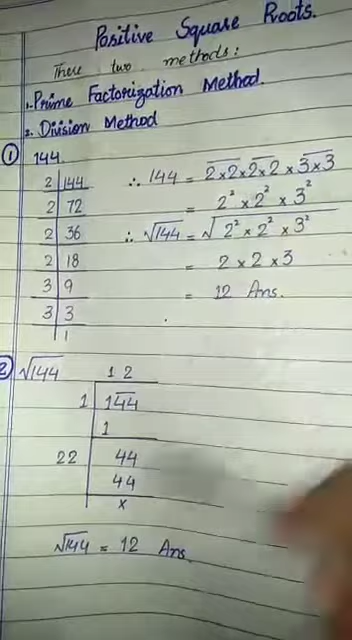 Positive Square Roots.
There two methods:
1. Prime Factorization Method.
2. Division Method
① 144
2 | 144
2 | 72
2 | 36
2 | 18
3 | 9
3 | 3
1
∴ 144 = 2×2×2×2×3×3
= 2² × 2² × 3²
∴ √144 = √2² × 2² × 3²
= 2 × 2 × 3
= 12 Ans.
② √144
12
1 | 144
1
22 | 44
44
x
√144 = 12 Ans